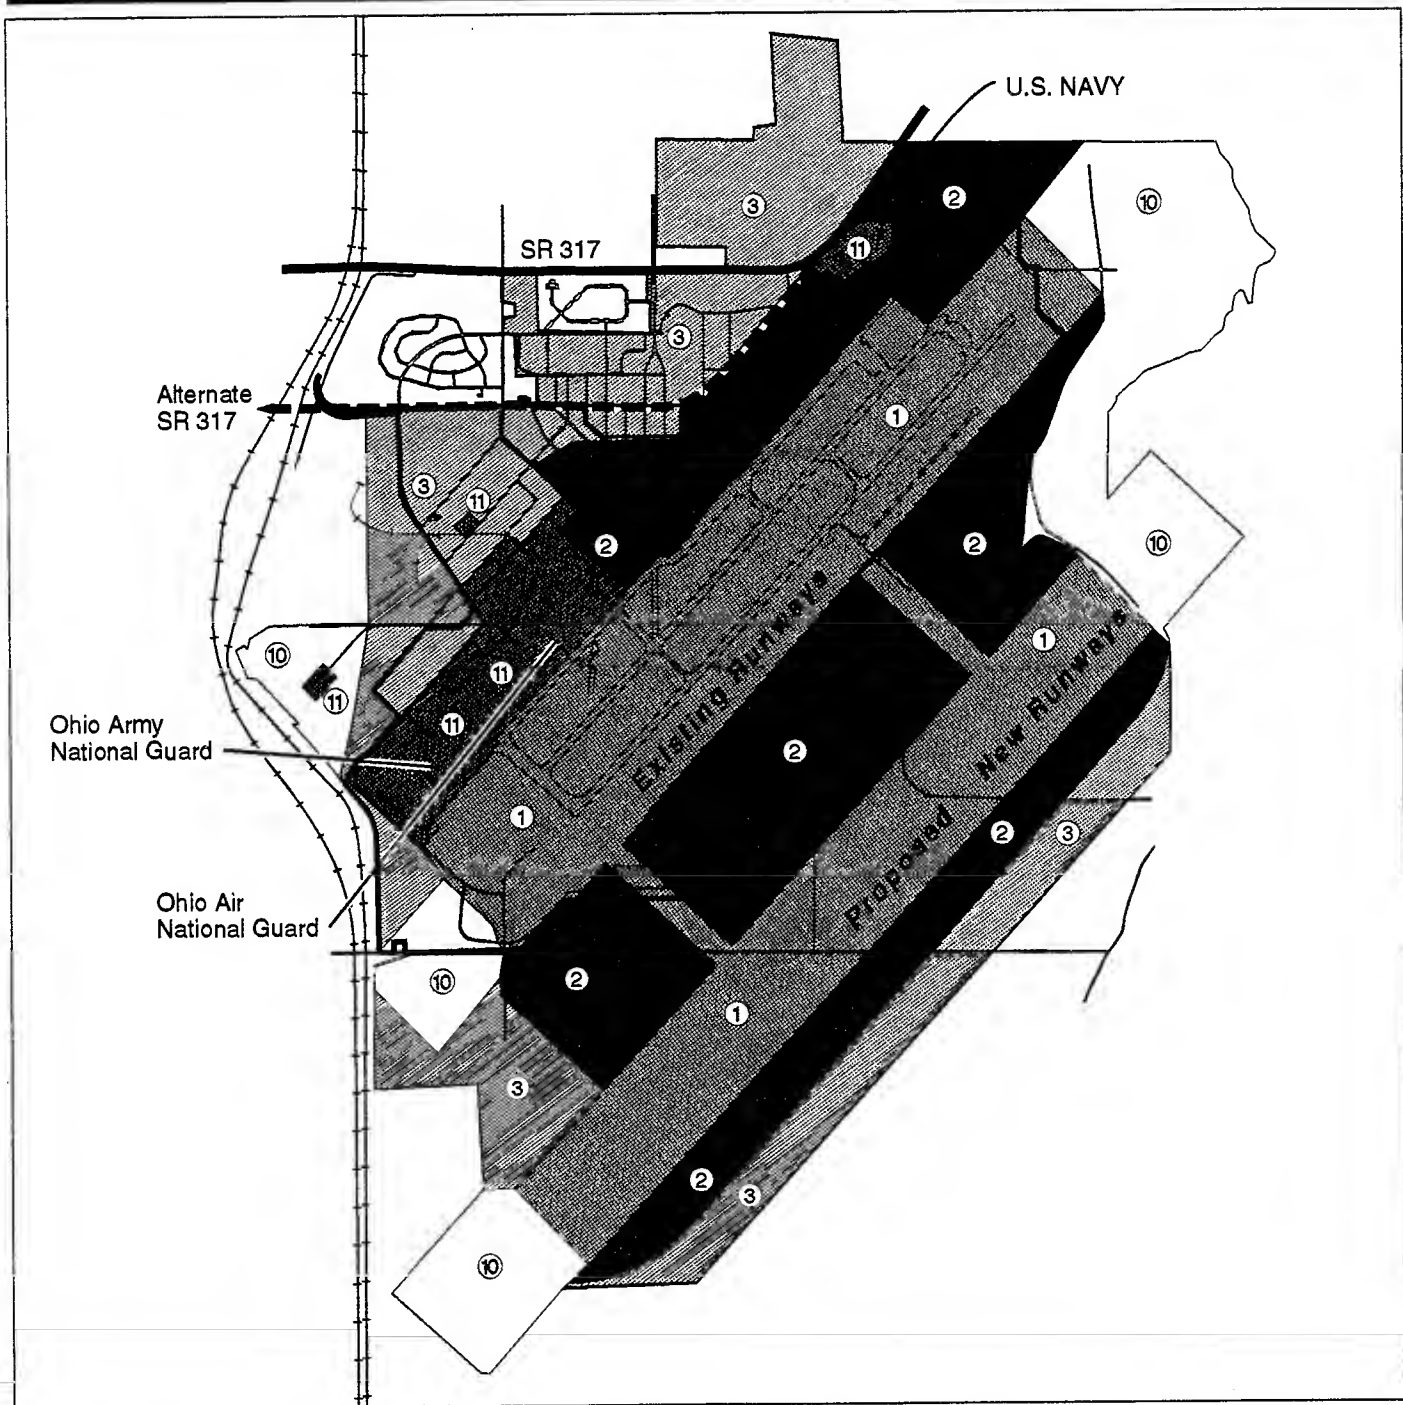 U.S. NAVY
③
②
⑩
⑪
SR 317
③
Alternate
SR 317
①
③
⑪
②
②
⑩
Existing Runways
①
⑩
⑪
⑪
⑪
New Runways
Ohio Army
National Guard
②
①
Proposed
②
③
Ohio Air
National Guard
⑩
②
①
③
②
③
⑩